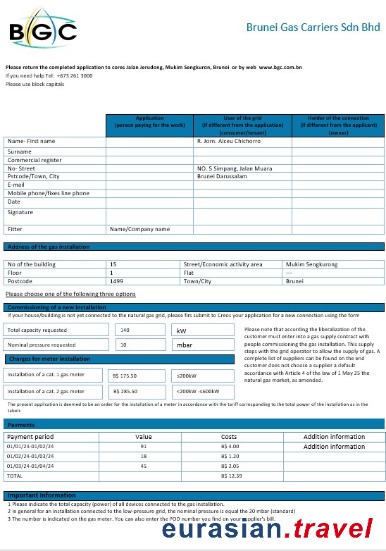 BGC
Brunei Gas Carriers Sdn Bhd
Please return the completed application to cores Jalan Jerudong, Mukim Sengkurong, Brunei or by web www.bgc.com.bn
If you need help Tel: +673 261 3000
Please use block capitals
Application (person paying for the work) User of the grid (if different from the application) (consumer/tenant) Holder of the connection (if different from applicant) (owner)
Name- First name R. Jorn. Aiceu Chichorro
Surname
Commercial register
No- Street NO. 5 Simpang, Jalan Muara
Pstcode/Town, City Brunei Darussalam
E-mail
Mobile phone/fixes line phone
Date
Signature
Fitter Name/Company name
Address of the gas installation
No of the building 15 Street/Economic activity area Mukim Sengkurong
Floor 1 Flat ---
Postcode 1499 Town/City Brunei
Please choose one of the following three options
Commissioning of a new installation
If your house/building is not yet connected to the natural gas grid, please first submit to Creos your application for a new connection using the form
Total capacity requested 140 kW
Nominal pressure requested 10 mbar
Please note that according the liberalization of the
customer must enter into a gas supply contract with
people commissioning the gas installation. This supply
stops with the grid operator to allow the supply of gas. A
complete list of suppliers can be found on the end
customer does not choose a supplier a default
accordance with Article 4 of the law of 1 May 25 the
natural gas market, as amended.
Charges for meter installation
Installation of a cat. 1 gas meter B$ 175.50 ≤200kW
Installation of a cat. 2 gas meter B$ 285.60 <200kW-≤600kW
The present application is deemed to be an order for the installation of a meter in accordance with the tariff corresponding to the total power of the installation as in the
labels
Payments
Payment period Value Costs Addition information
01/01/24-01/02/24 91 B$ 4.00 Addition information
01/02/24-01/03/24 18 B$ 1.20
01/03/24-01/04/24 45 B$ 2.05
TOTAL B$ 12.59
Important Information
1 Please indicate the total capacity (power) of all devices connected to the gas installation.
2 In general for an installation connected to the low-pressure grid, the nominal pressure is equal the 20 mbar (standard)
3 The number is indicated on the gas meter. You can also enter the POD number you find on your supplier's bill.
eurasian.travel